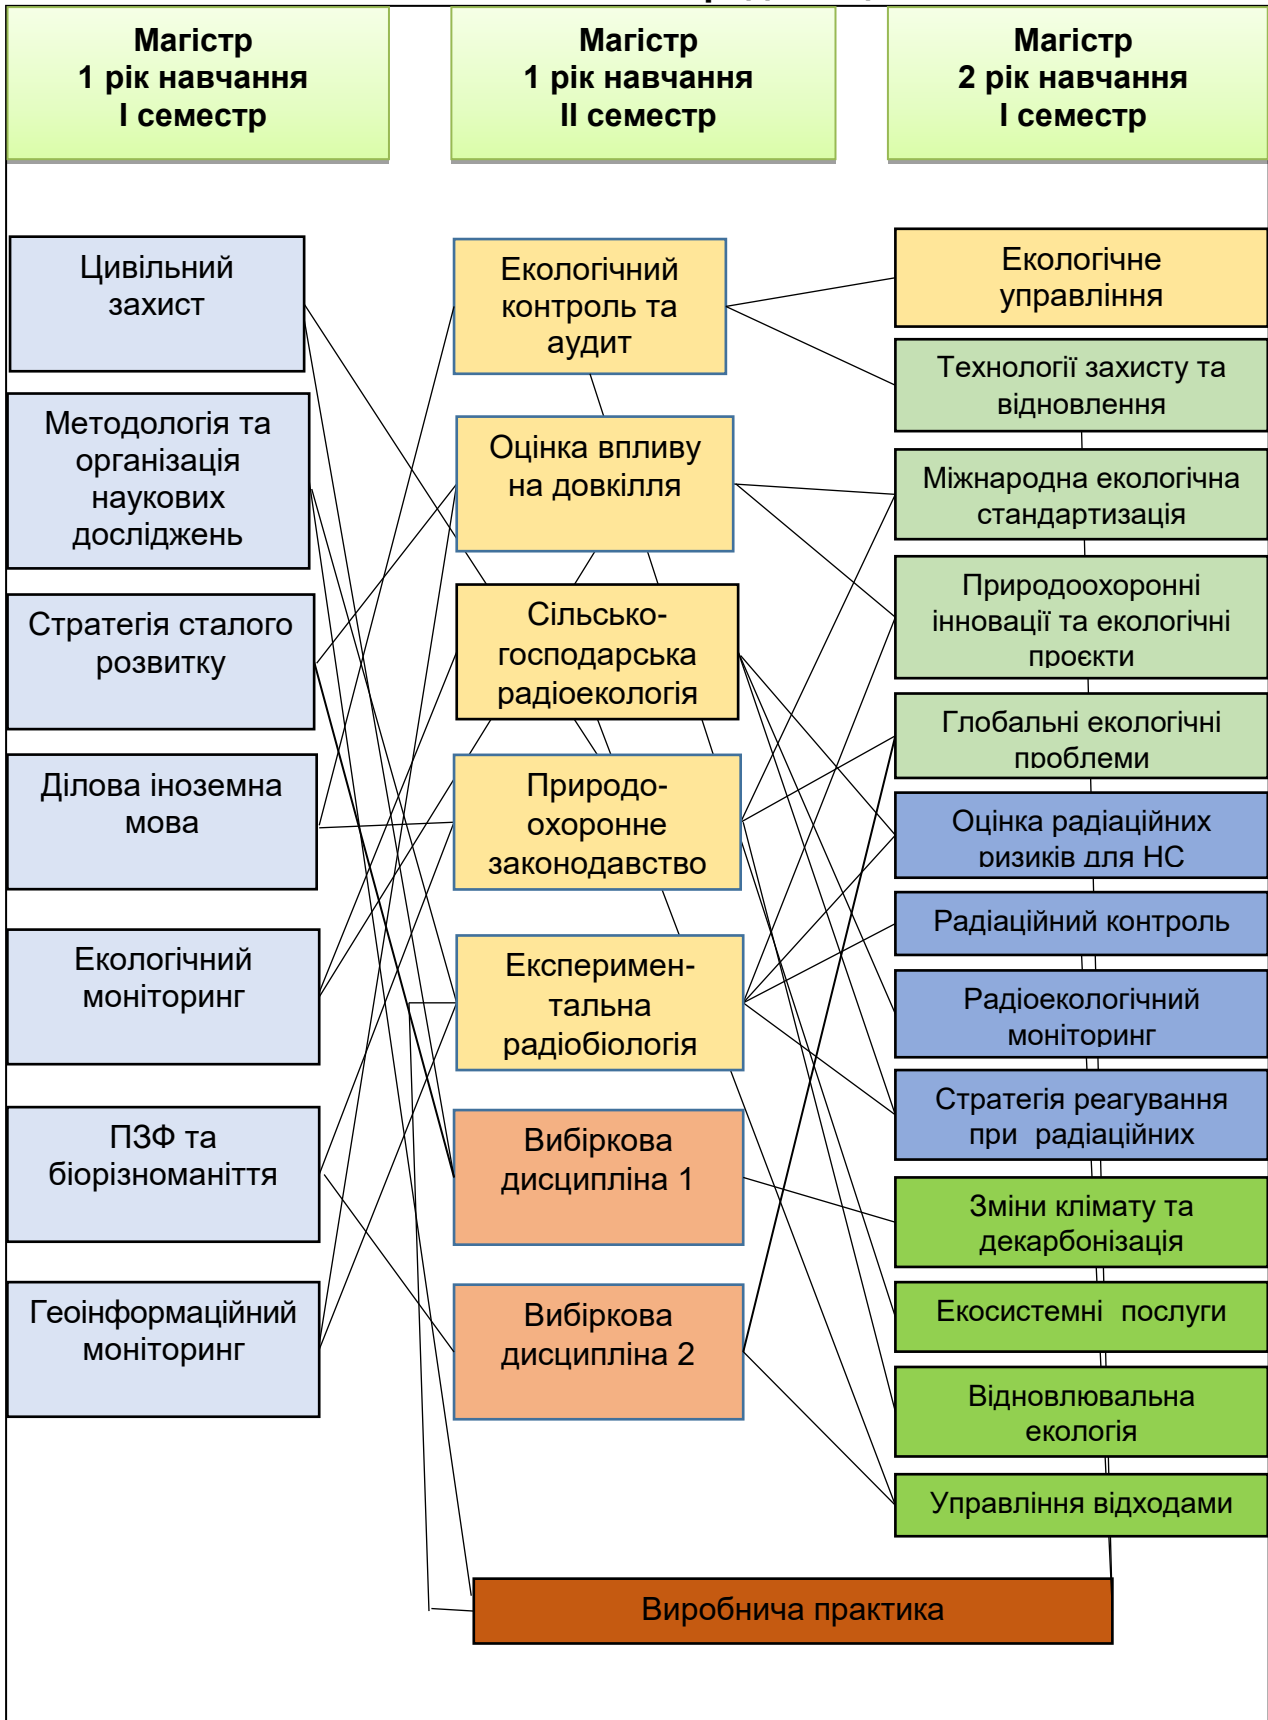 Магістр
1 рік навчання
І семестр
Магістр
1 рік навчання
ІІ семестр
Магістр
2 рік навчання
І семестр
Цивільний
захист
Методологія та
організація
наукових
досліджень
Стратегія сталого
розвитку
Ділова іноземна
мова
Екологічний
моніторинг
ПЗФ та
біорізноманіття
Геоінформаційний
моніторинг
Екологічний
контроль та
аудит
Оцінка впливу
на довкілля
Сільсько-
господарська
радіоекологія
Природо-
охоронне
законодавство
Експеримен-
тальна
радіобіологія
Вибіркова
дисципліна 1
Вибіркова
дисципліна 2
Екологічне
управління
Технології захисту та
відновлення
Міжнародна екологічна
стандартизація
Природоохоронні
інновації та екологічні
проєкти
Глобальні екологічні
проблеми
Оцінка радіаційних
ризиків для НС
Радіаційний контроль
Радіоекологічний
моніторинг
Стратегія реагування
при радіаційних
Зміни клімату та
декарбонізація
Екосистемні послуги
Відновлювальна
екологія
Управління відходами
Виробнича практика